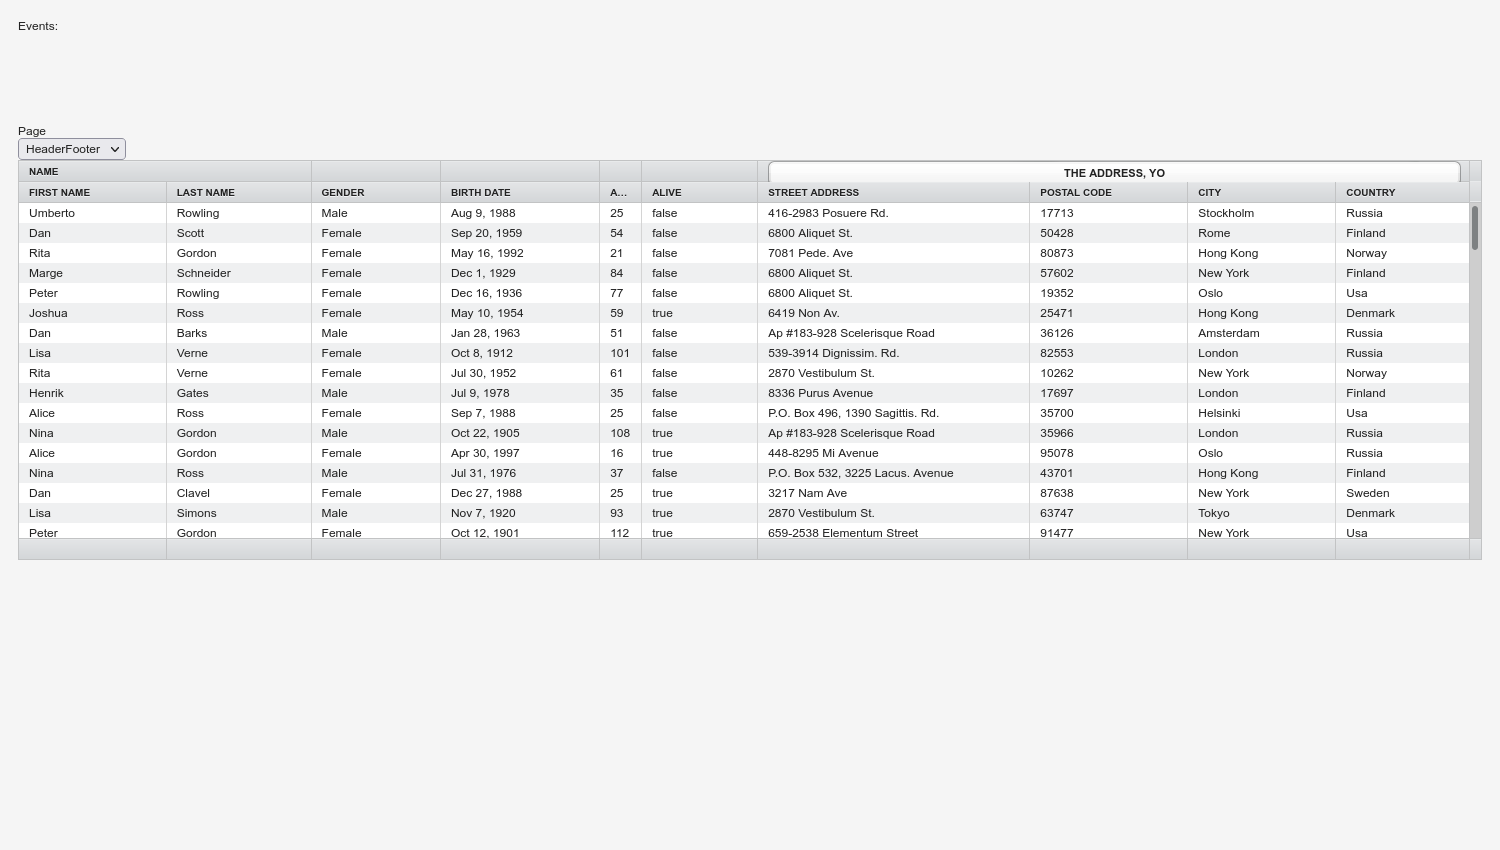 Events:
Page
HeaderFooter
NAME THE ADDRESS, YO
FIRST NAME LAST NAME GENDER BIRTH DATE A... ALIVE STREET ADDRESS POSTAL CODE CITY COUNTRY
Umberto Rowling Male Aug 9, 1988 25 false 416-2983 Posuere Rd. 17713 Stockholm Russia
Dan Scott Female Sep 20, 1959 54 false 6800 Aliquet St. 50428 Rome Finland
Rita Gordon Female May 16, 1992 21 false 7081 Pede. Ave 80873 Hong Kong Norway
Marge Schneider Female Dec 1, 1929 84 false 6800 Aliquet St. 57602 New York Finland
Peter Rowling Female Dec 16, 1936 77 false 6800 Aliquet St. 19352 Oslo Usa
Joshua Ross Female May 10, 1954 59 true 6419 Non Av. 25471 Hong Kong Denmark
Dan Barks Male Jan 28, 1963 51 false Ap #183-928 Scelerisque Road 36126 Amsterdam Russia
Lisa Verne Female Oct 8, 1912 101 false 539-3914 Dignissim. Rd. 82553 London Russia
Rita Verne Female Jul 30, 1952 61 false 2870 Vestibulum St. 10262 New York Norway
Henrik Gates Male Jul 9, 1978 35 false 8336 Purus Avenue 17697 London Finland
Alice Ross Female Sep 7, 1988 25 false P.O. Box 496, 1390 Sagittis. Rd. 35700 Helsinki Usa
Nina Gordon Male Oct 22, 1905 108 true Ap #183-928 Scelerisque Road 35966 London Russia
Alice Gordon Female Apr 30, 1997 16 true 448-8295 Mi Avenue 95078 Oslo Russia
Nina Ross Male Jul 31, 1976 37 false P.O. Box 532, 3225 Lacus. Avenue 43701 Hong Kong Finland
Dan Clavel Female Dec 27, 1988 25 true 3217 Nam Ave 87638 New York Sweden
Lisa Simons Male Nov 7, 1920 93 true 2870 Vestibulum St. 63747 Tokyo Denmark
Peter Gordon Female Oct 12, 1901 112 true 659-2538 Elementum Street 91477 New York Usa